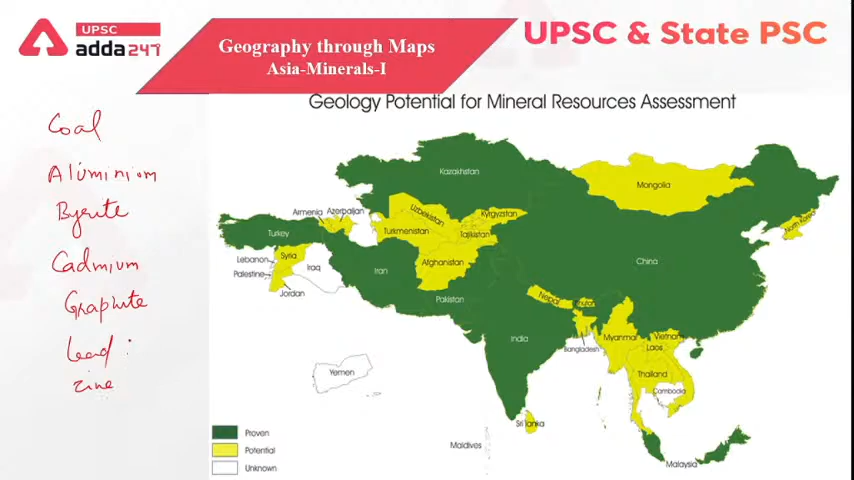 UPSC
adda247
Geography through Maps
Asia-Minerals-I
UPSC & State PSC
Geology Potential for Mineral Resources Assessment
Coal
Aluminium
Byrite
Cadmium
Graphite
Lead :
zinc
Kazakhstan
Mongolia
Armenia
Azerbaijan
Uzbekistan
Kyrgyzstan
North Korea
Turkey
Turkmenistan
Tajikistan
Lebanon
Syria
Iraq
Afghanistan
China
Palestine
Iran
Jordan
Pakistan
Nepal
Bhutan
India
Myanmar
Vietnam
Bangladesh
Laos
Yemen
Thailand
Cambodia
Sri lanka
Proven
Maldives
Potential
Malaysia
Unknown